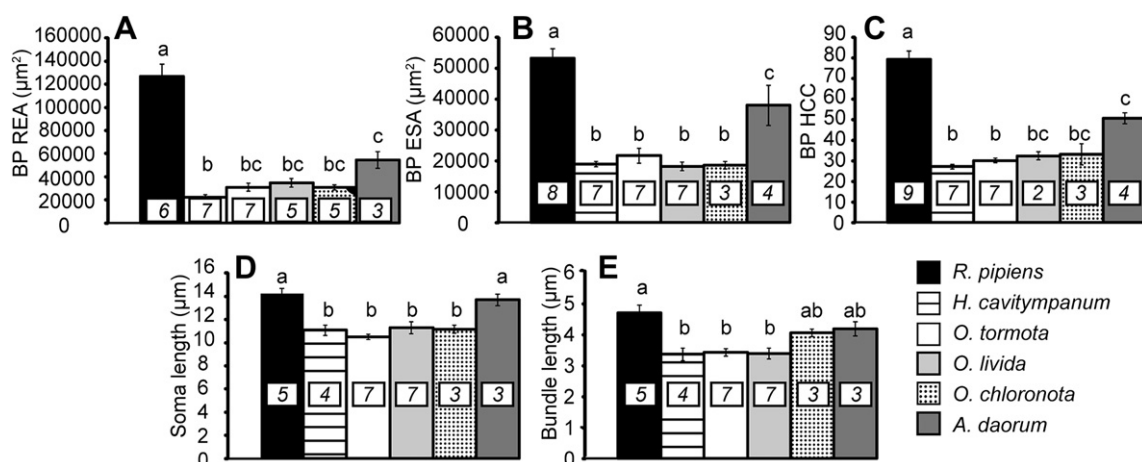 A
BP REA (µm²)
160000
140000
120000
100000
80000
60000
40000
20000
0
a
b
bc
bc
bc
c
6
7
7
5
5
3
B
BP ESA (µm²)
60000
50000
40000
30000
20000
10000
0
a
b
b
b
b
c
8
7
7
7
3
4
C
BP HCC
90
80
70
60
50
40
30
20
10
0
a
b
b
bc
bc
c
9
7
7
2
3
4
D
Soma length (µm)
16
14
12
10
8
6
4
2
0
a
b
b
b
b
a
5
4
7
7
3
3
E
Bundle length (µm)
6
5
4
3
2
1
0
a
b
b
b
ab
ab
5
4
7
7
3
3
R. pipiens
H. cavitympanum
O. tormota
O. livida
O. chloronota
A. daorum